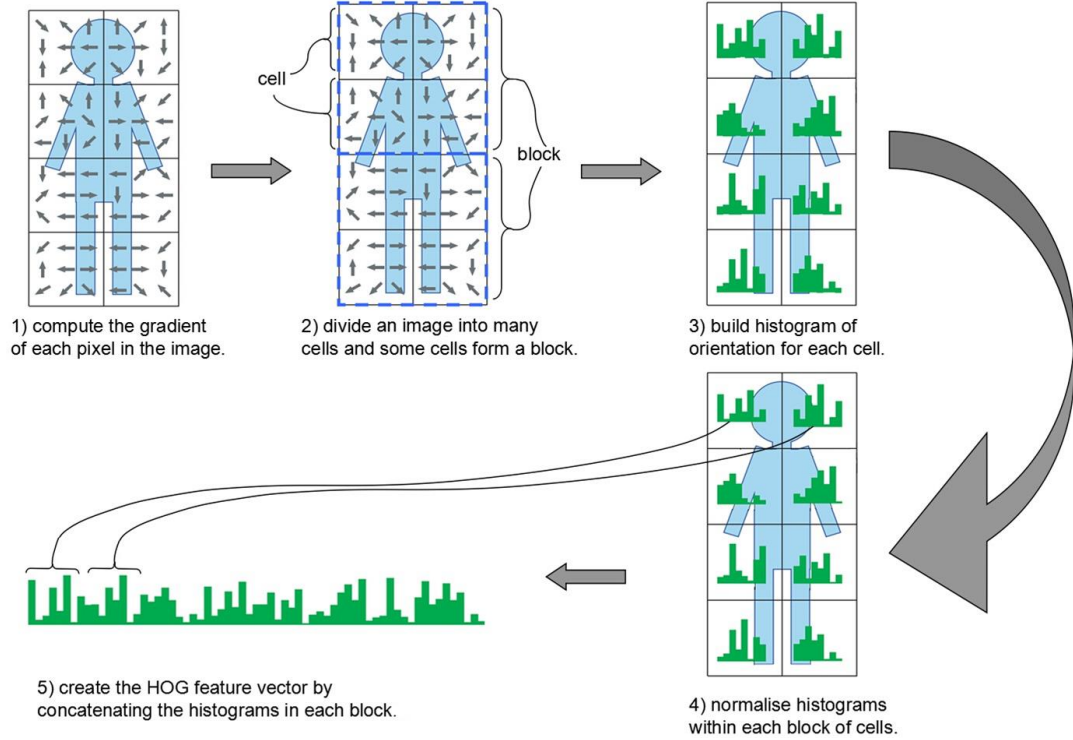 cell
block
1) compute the gradient
of each pixel in the image.
2) divide an image into many
cells and some cells form a block.
3) build histogram of
orientation for each cell.
4) normalise histograms
within each block of cells.
5) create the HOG feature vector by
concatenating the histograms in each block.